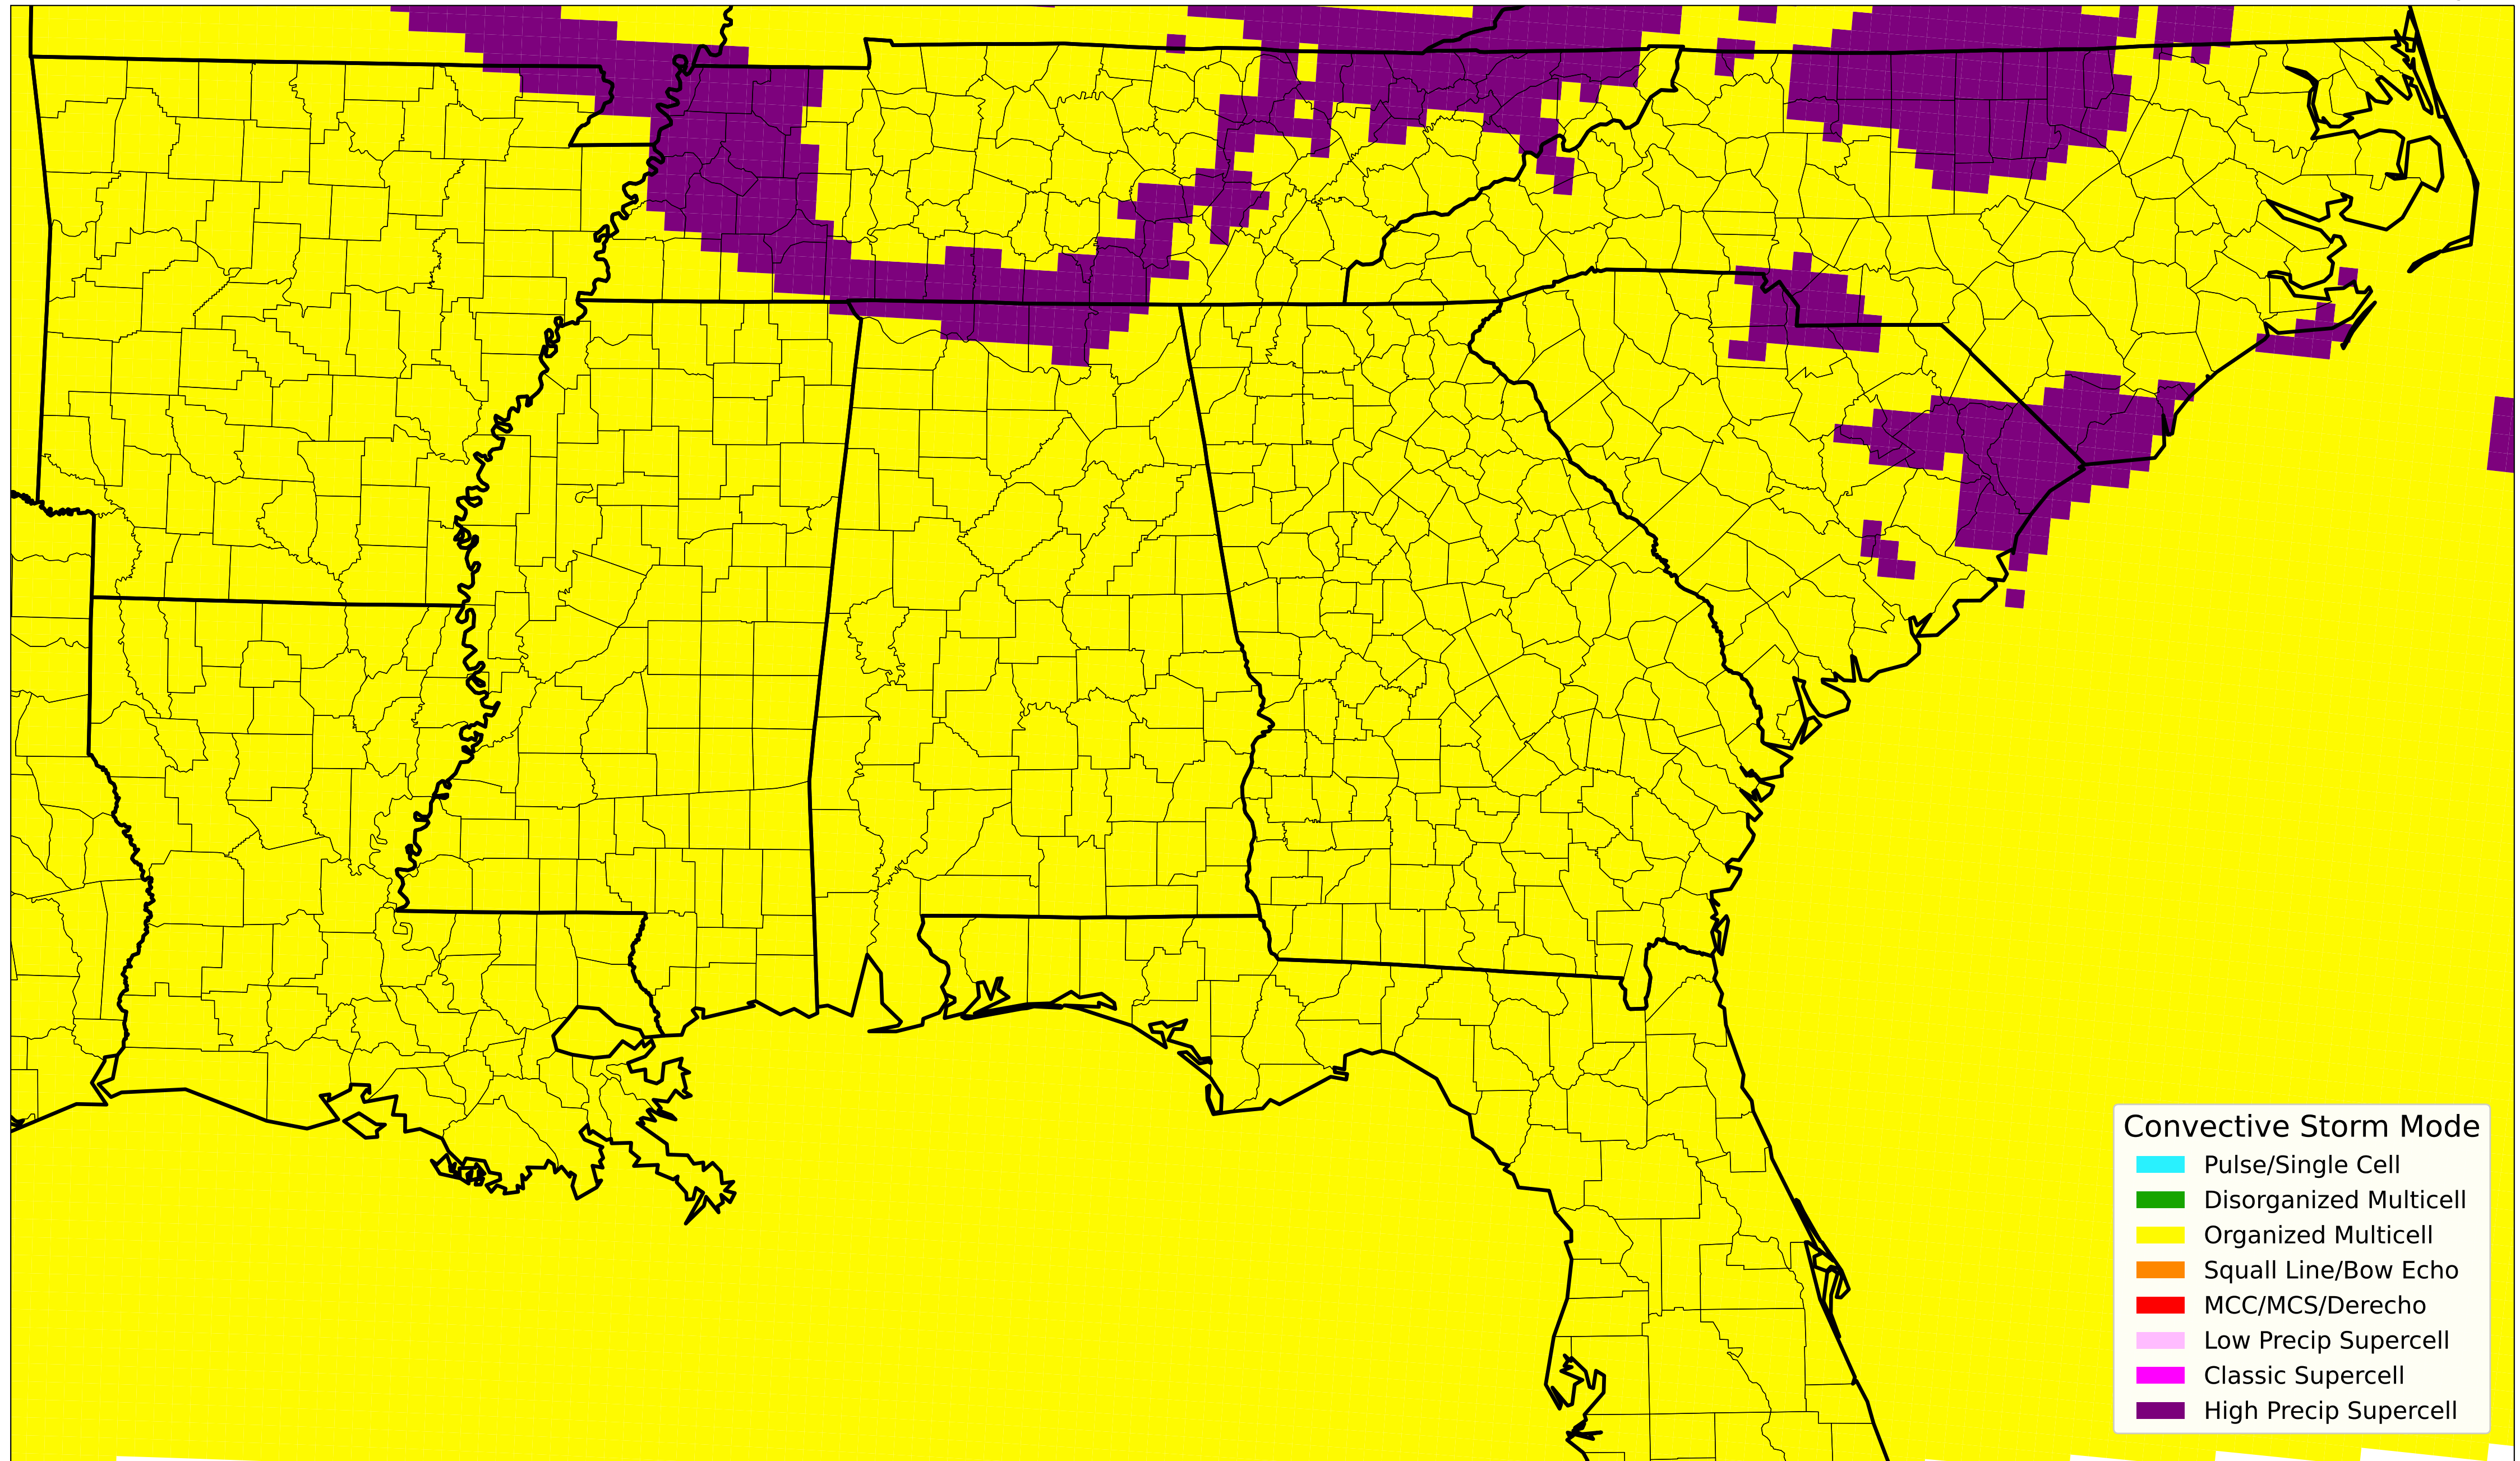 Convective Storm Mode
Pulse/Single Cell
Disorganized Multicell
Organized Multicell
Squall Line/Bow Echo
MCC/MCS/Derecho
Low Precip Supercell
Classic Supercell
High Precip Supercell